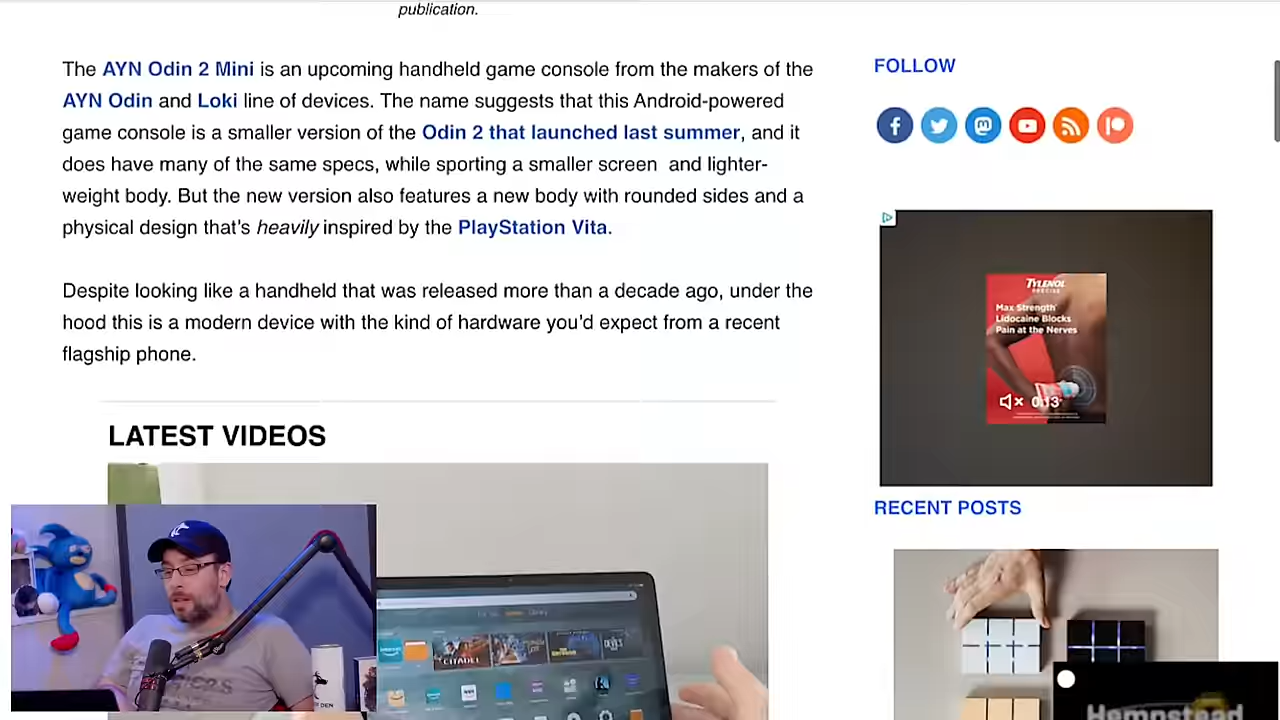 publication.
The AYN Odin 2 Mini is an upcoming handheld game console from the makers of the
AYN Odin and Loki line of devices. The name suggests that this Android-powered
game console is a smaller version of the Odin 2 that launched last summer, and it
does have many of the same specs, while sporting a smaller screen and lighter-
weight body. But the new version also features a new body with rounded sides and a
physical design that's heavily inspired by the PlayStation Vita.
Despite looking like a handheld that was released more than a decade ago, under the
hood this is a modern device with the kind of hardware you'd expect from a recent
flagship phone.
LATEST VIDEOS
CITADEL
FOLLOW
TYLENOL
PRECISE
Max Strength
Lidocaine Blocks
Pain at the Nerves
0:13
RECENT POSTS
Hempstead